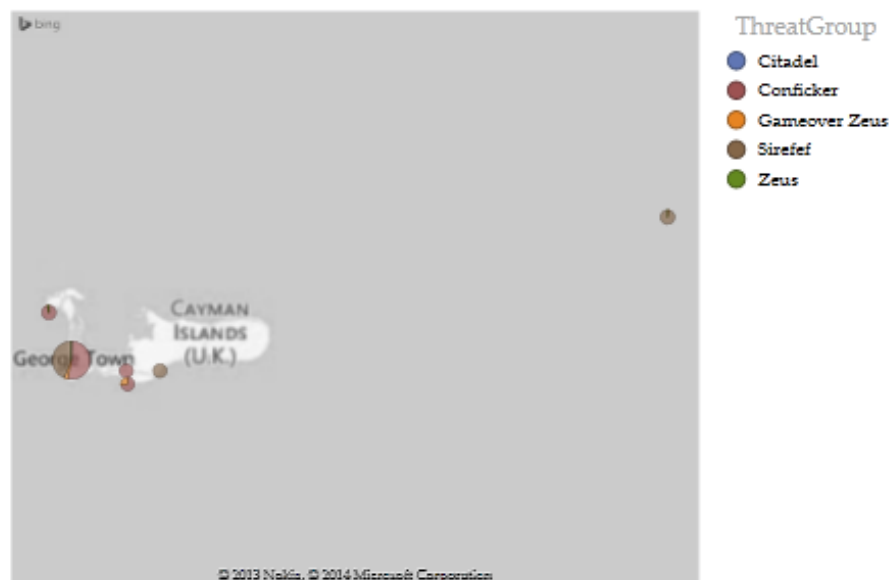 bing
ThreatGroup
Citadel
Conficker
Gameover Zeus
Sirefef
Zeus
CAYMAN
ISLANDS
(U.K.)
George Town
© 2013 Nokia, © 2014 Microsoft Corporation